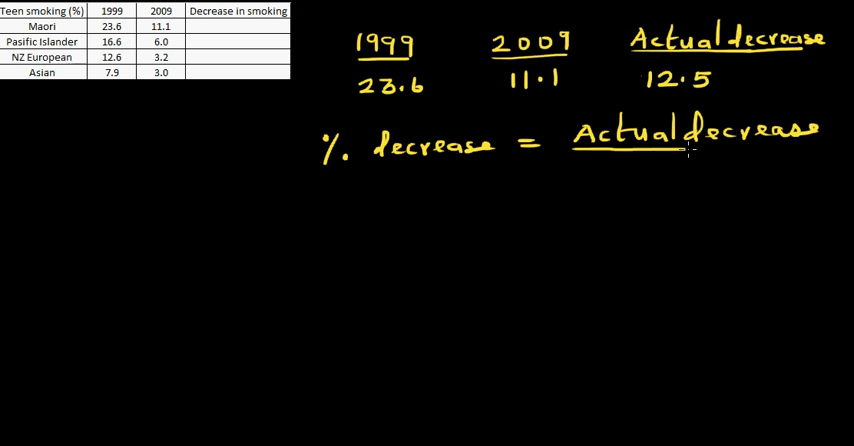 Teen smoking (%) 1999 2009 Decrease in smoking
Maori 23.6 11.1
Pasific Islander 16.6 6.0
NZ European 12.6 3.2
Asian 7.9 3.0
1999 2009 Actual decrease
23.6 11.1 12.5
%. decrease = Actual decrease